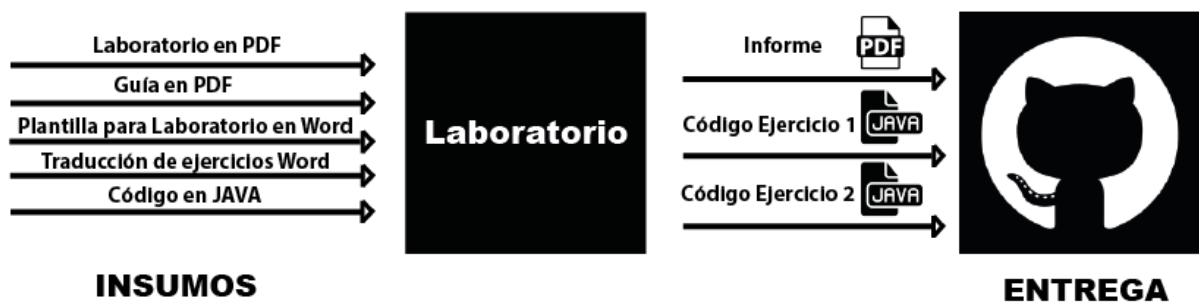 Laboratorio en PDF
Guía en PDF
Plantilla para Laboratorio en Word
Traducción de ejercicios Word
Código en JAVA
INSUMOS
Laboratorio
Informe
PDF
Código Ejercicio 1
JAVA
Código Ejercicio 2
JAVA
ENTREGA